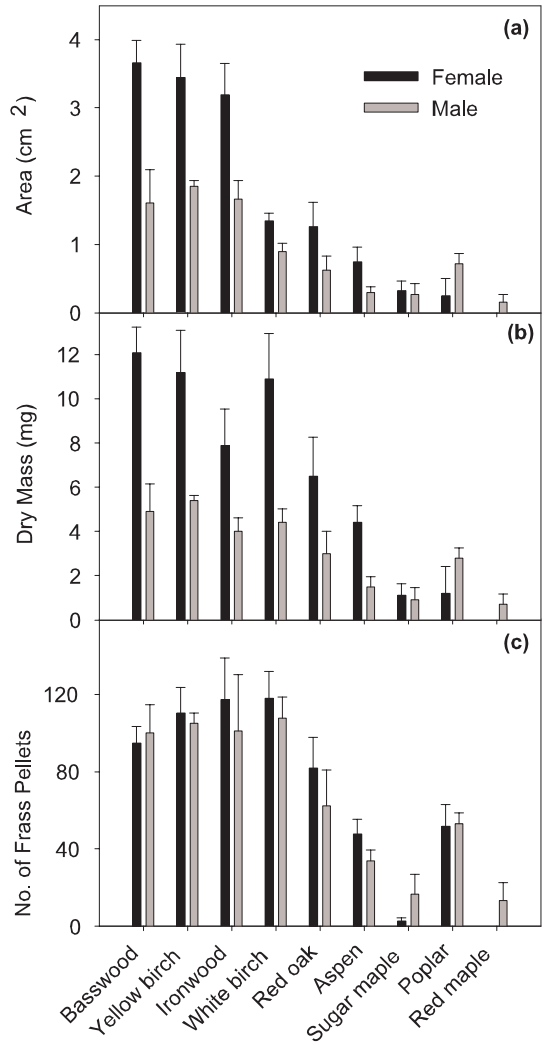 (a)
4
3
2
1
0
Area (cm 2)
Female
Male
(b)
12
10
8
6
4
2
0
Dry Mass (mg)
(c)
120
80
40
0
No. of Frass Pellets
Basswood
Yellow birch
Ironwood
White birch
Red oak
Aspen
Sugar maple
Poplar
Red maple